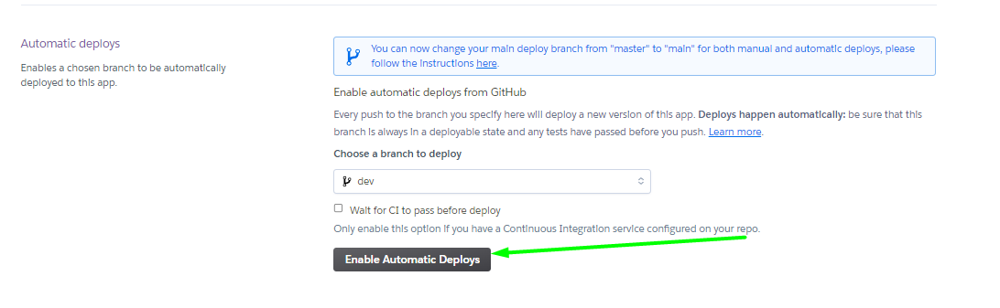 Automatic deploys
Enables a chosen branch to be automatically
deployed to this app.
You can now change your main deploy branch from "master" to "main" for both manual and automatic deploys, please
follow the instructions here.
Enable automatic deploys from GitHub
Every push to the branch you specify here will deploy a new version of this app. Deploys happen automatically: be sure that this
branch is always in a deployable state and any tests have passed before you push. Learn more.
Choose a branch to deploy
dev
Wait for CI to pass before deploy
Only enable this option if you have a Continuous Integration service configured on your repo.
Enable Automatic Deploys